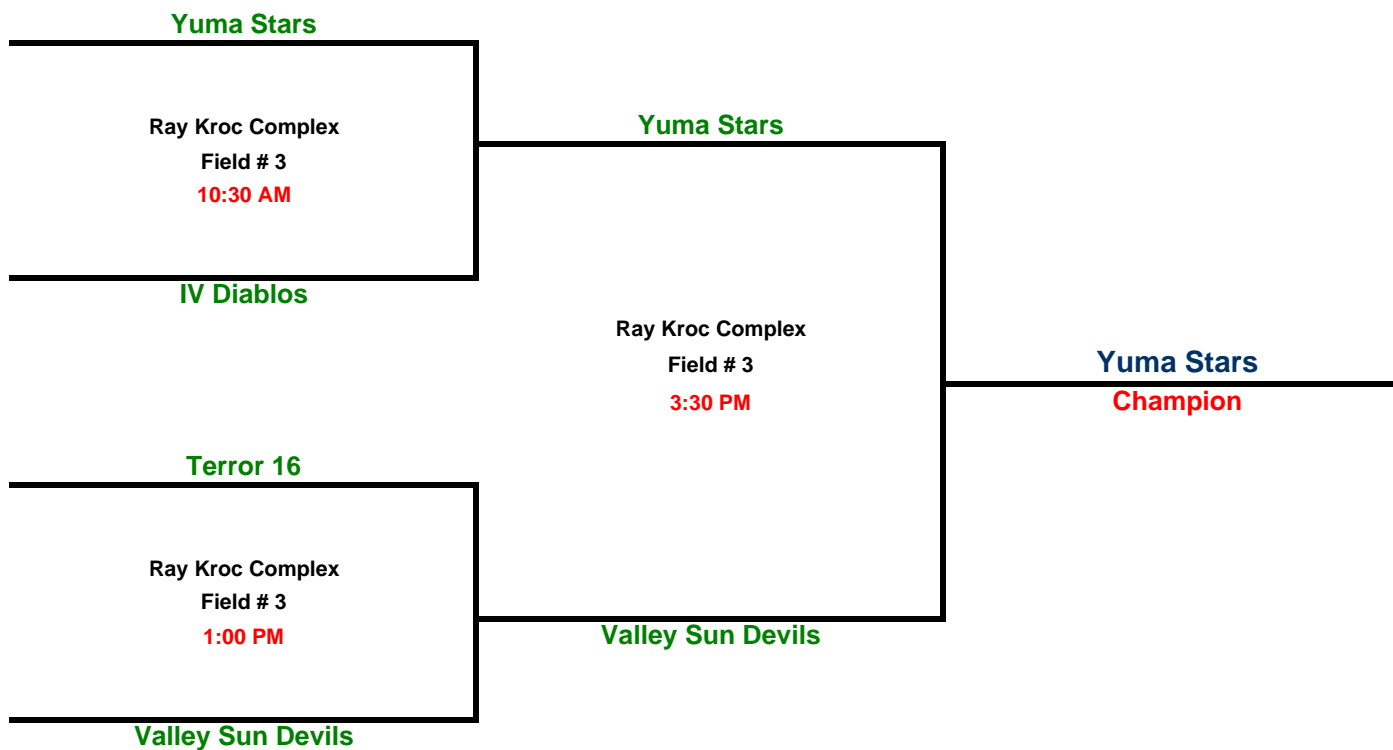 Yuma Stars
Ray Kroc Complex
Field # 3
10:30 AM
IV Diablos
Yuma Stars
Ray Kroc Complex
Field # 3
3:30 PM
Yuma Stars
Champion
Terror 16
Ray Kroc Complex
Field # 3
1:00 PM
Valley Sun Devils
Valley Sun Devils